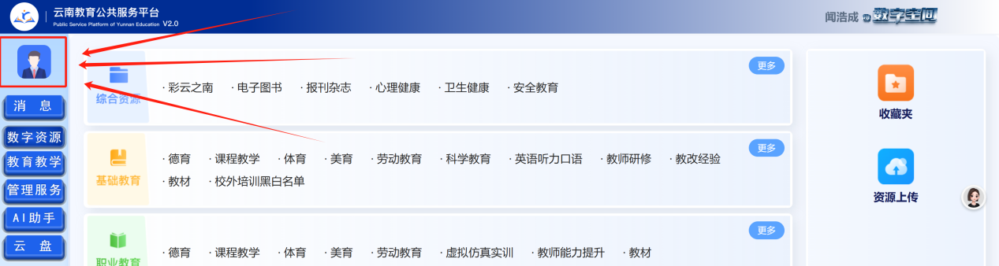 云南教育公共服务平台
Public Service Platform of Yunnan Education V2.0
闻浩成 的 数字空间
消 息
数字资源
教育教学
管理服务
AI助手
云 盘
综合资源
更多
·彩云之南 ·电子图书 ·报刊杂志 ·心理健康 ·卫生健康 ·安全教育
基础教育
更多
·德育 ·课程教学 ·体育 ·美育 ·劳动教育 ·科学教育 ·英语听力口语 ·教师研修 ·教改经验
·教材 ·校外培训黑白名单
职业教育
更多
·德育 ·课程教学 ·体育 ·美育 ·劳动教育 ·虚拟仿真实训 ·教师能力提升 ·教材
收藏夹
资源上传